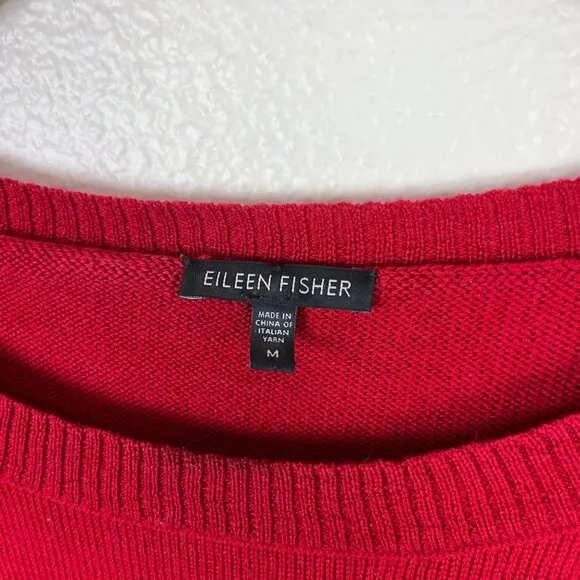 EILEEN FISHER
MADE IN
CHINA OF
ITALIAN
YARN
M